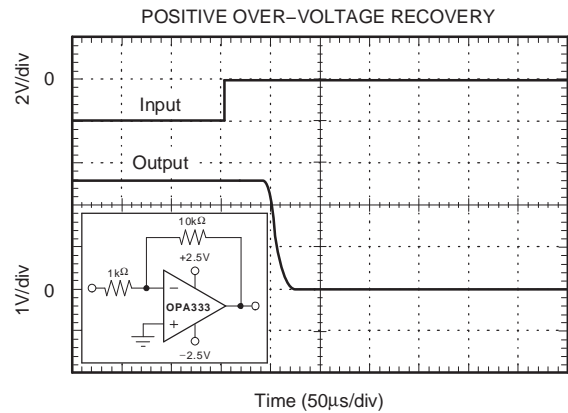 POSITIVE OVER−VOLTAGE RECOVERY
2V/div
0
Input
Output
10kΩ
+2.5V
1kΩ
OPA333
−2.5V
1V/div
0
Time (50μs/div)